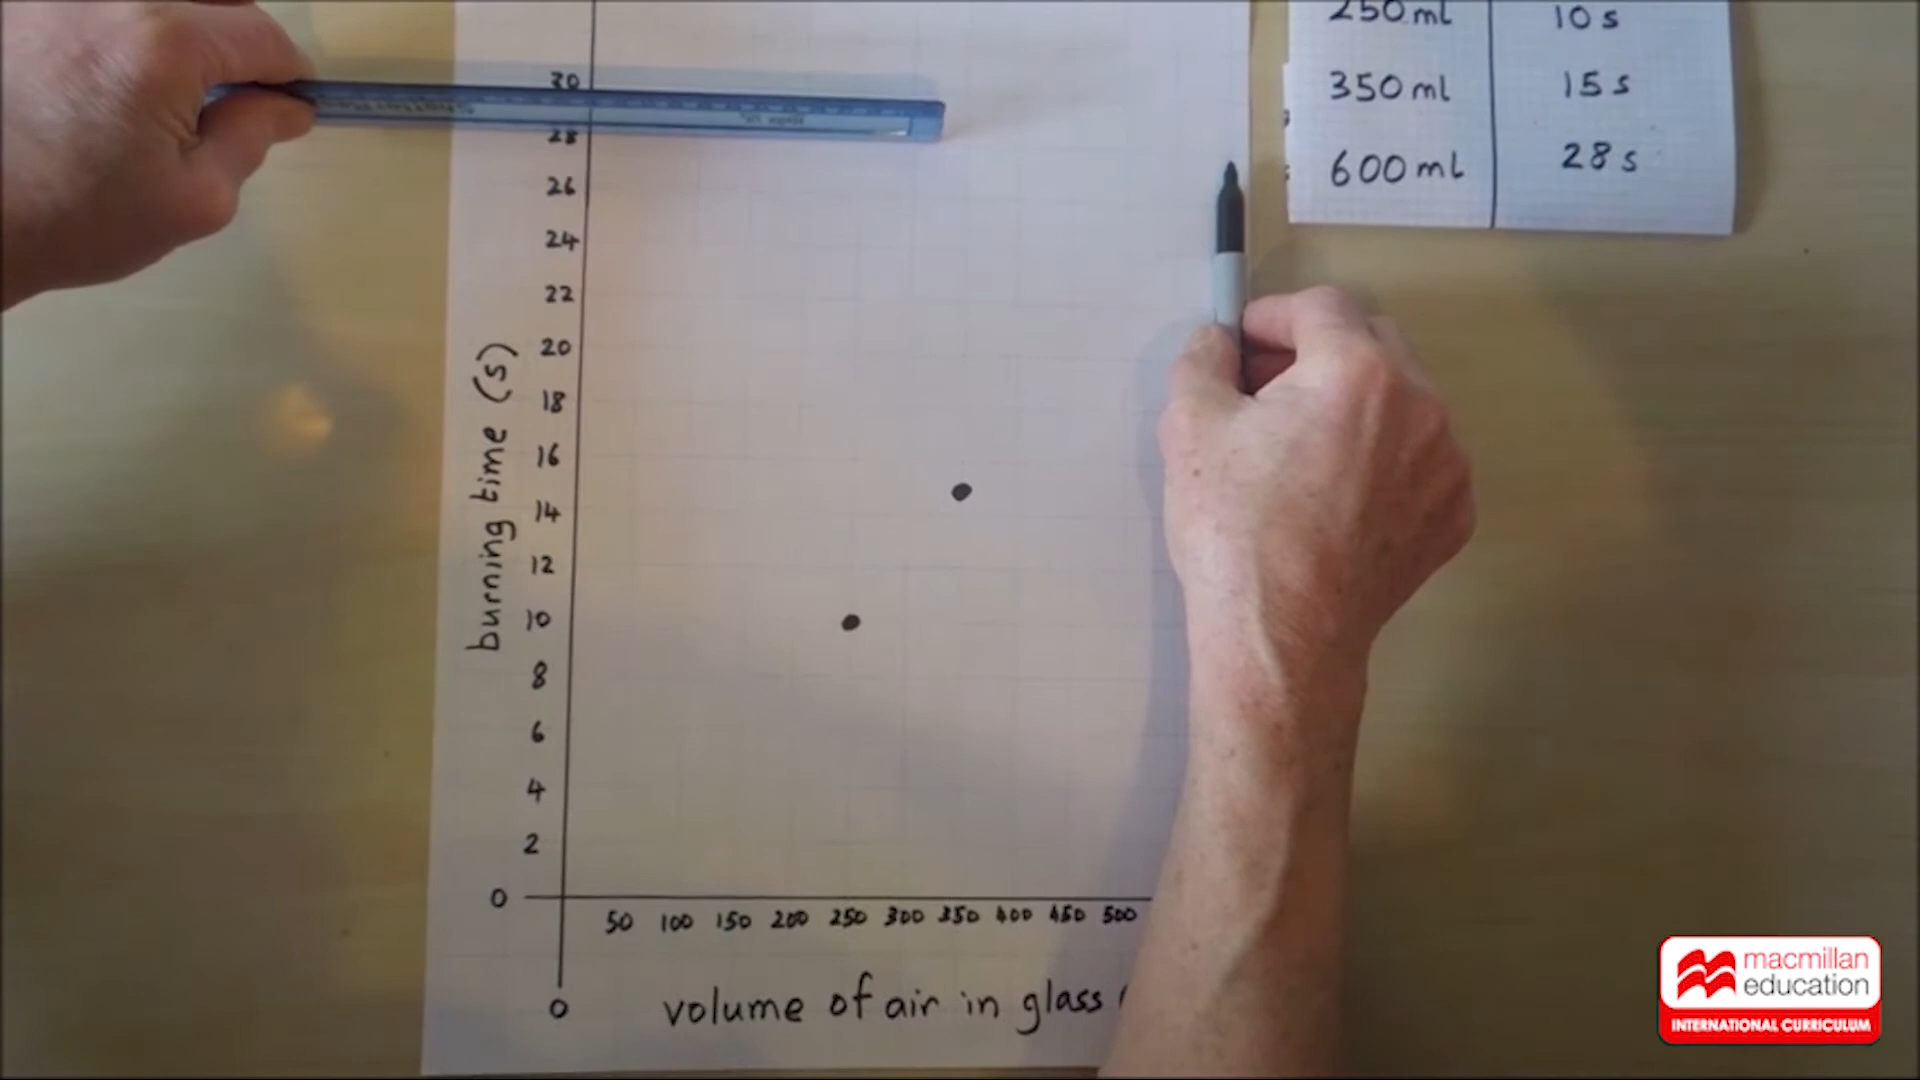 250 ml 10 s
350 ml 15 s
600 ml 28 s
30
28
26
24
22
20
18
16
14
12
10
8
6
4
2
0
burning time (s)
50 100 150 200 250 300 350 400 450 500
0
volume of air in glass (
macmillan
education
INTERNATIONAL CURRICULUM